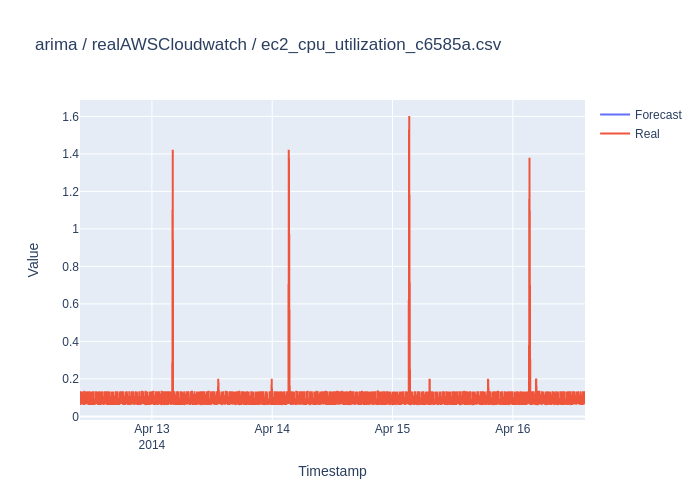 arima / realAWSCloudwatch / ec2_cpu_utilization_c6585a.csv
Forecast
Real
1.6
1.4
1.2
1
0.8
0.6
0.4
0.2
0
Value
Apr 13
2014
Apr 14
Apr 15
Apr 16
Timestamp